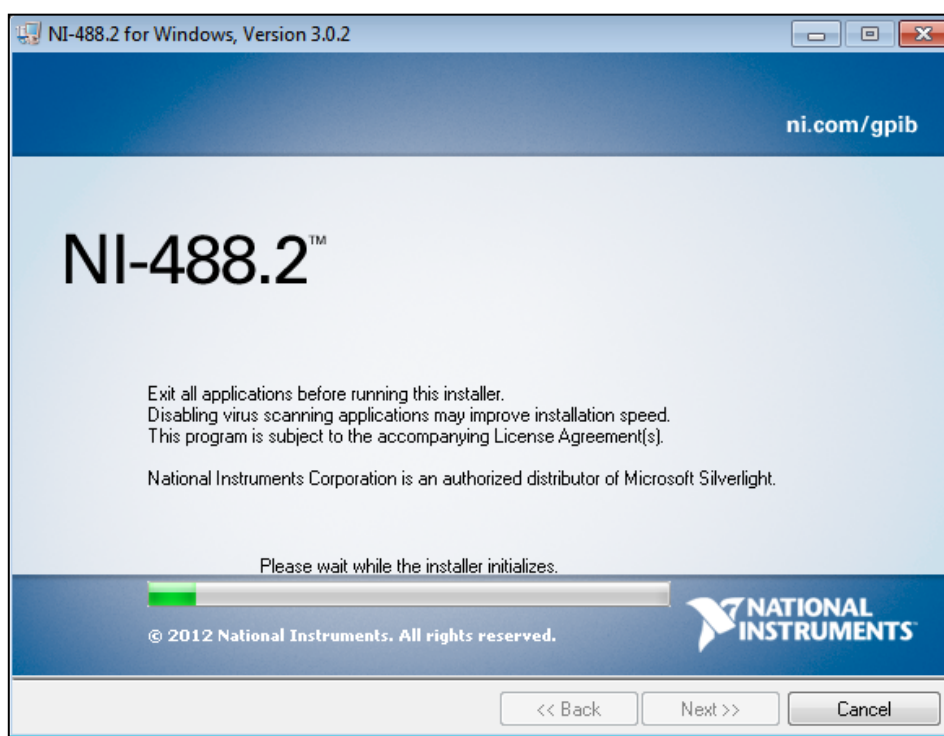 NI-488.2 for Windows, Version 3.0.2
ni.com/gpib
NI-488.2™
Exit all applications before running this installer.
Disabling virus scanning applications may improve installation speed.
This program is subject to the accompanying License Agreement(s).
National Instruments Corporation is an authorized distributor of Microsoft Silverlight.
Please wait while the installer initializes.
© 2012 National Instruments. All rights reserved.
NATIONAL
INSTRUMENTS
<< Back
Next >>
Cancel